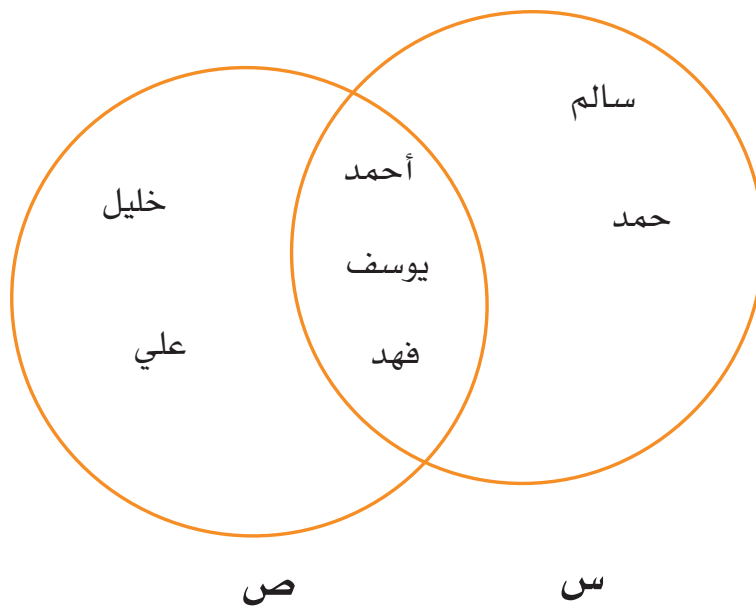 سالم
حمد
أحمد
يوسف
فهد
خليل
علي
س
ص